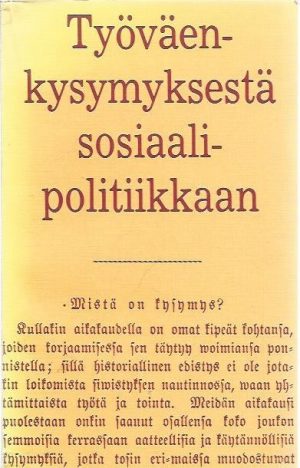 Työväen-
kysymyksestä
sosiaali-
politiikkaan
- Mistä on kysymys?
Kullakin aikakaudella on omat kipeät kohtansa,
joiden korjaamisessa sen täytyy woimiansa pon-
nistella; sillä historiallinen edistys ei ole jota-
kin loikomista siwistyksen nautinnossa, waan yh-
tämittaista työtä ja tointa. Meidän aikakausi
puolestaan onkin saanut osallensa koko joukon
semmoisia kerrassaan aatteellisia ja käytännöllisiä
kysymyksiä, jotka tosin eri-maissa muodostuwat